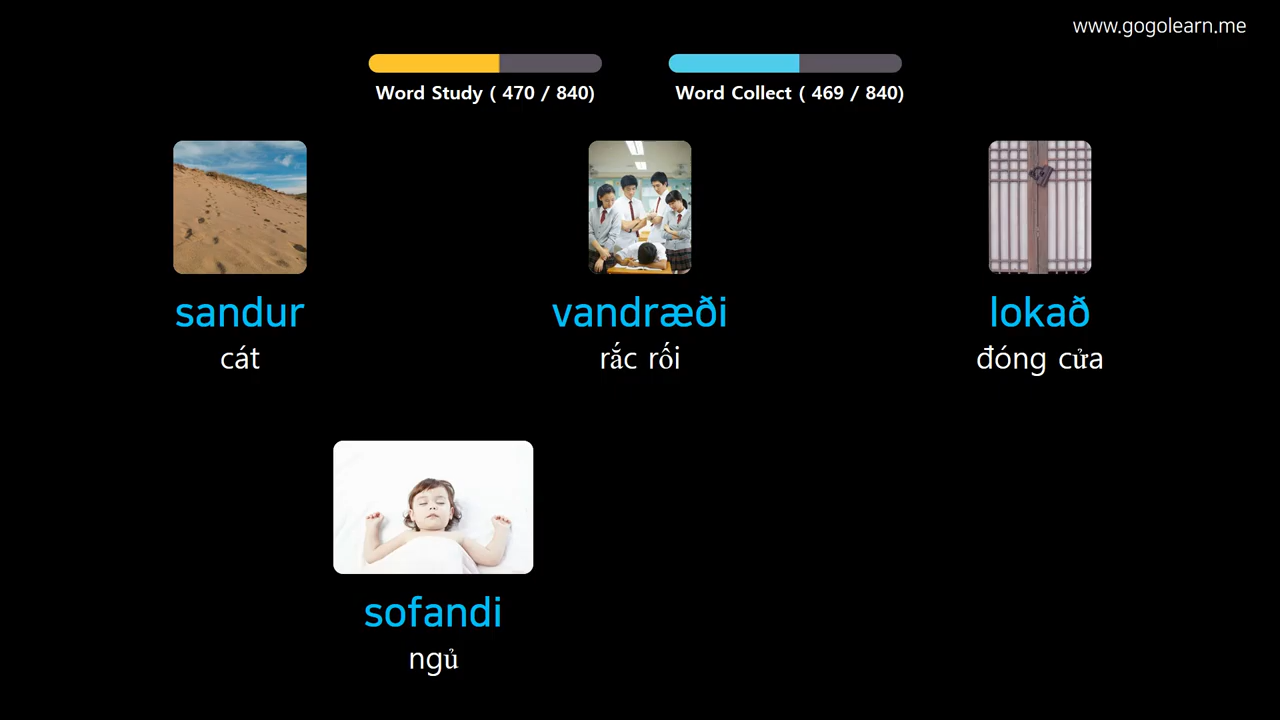 www.gogolearn.me
Word Study ( 470 / 840)
Word Collect ( 469 / 840)
sandur
cát
vandræði
rắc rối
lokað
đóng cửa
sofandi
ngủ